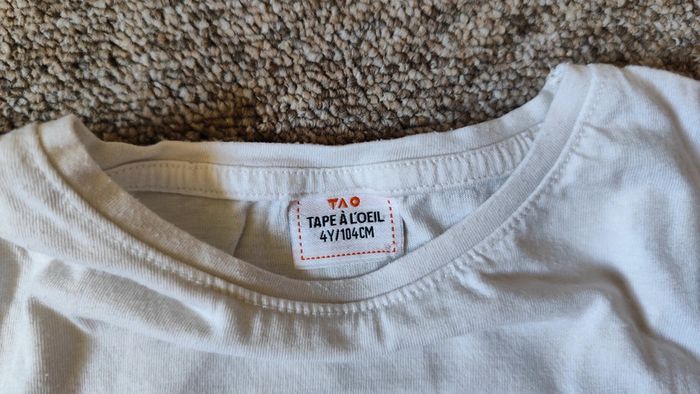 TAO
TAPE À L'OEIL
4Y/104CM